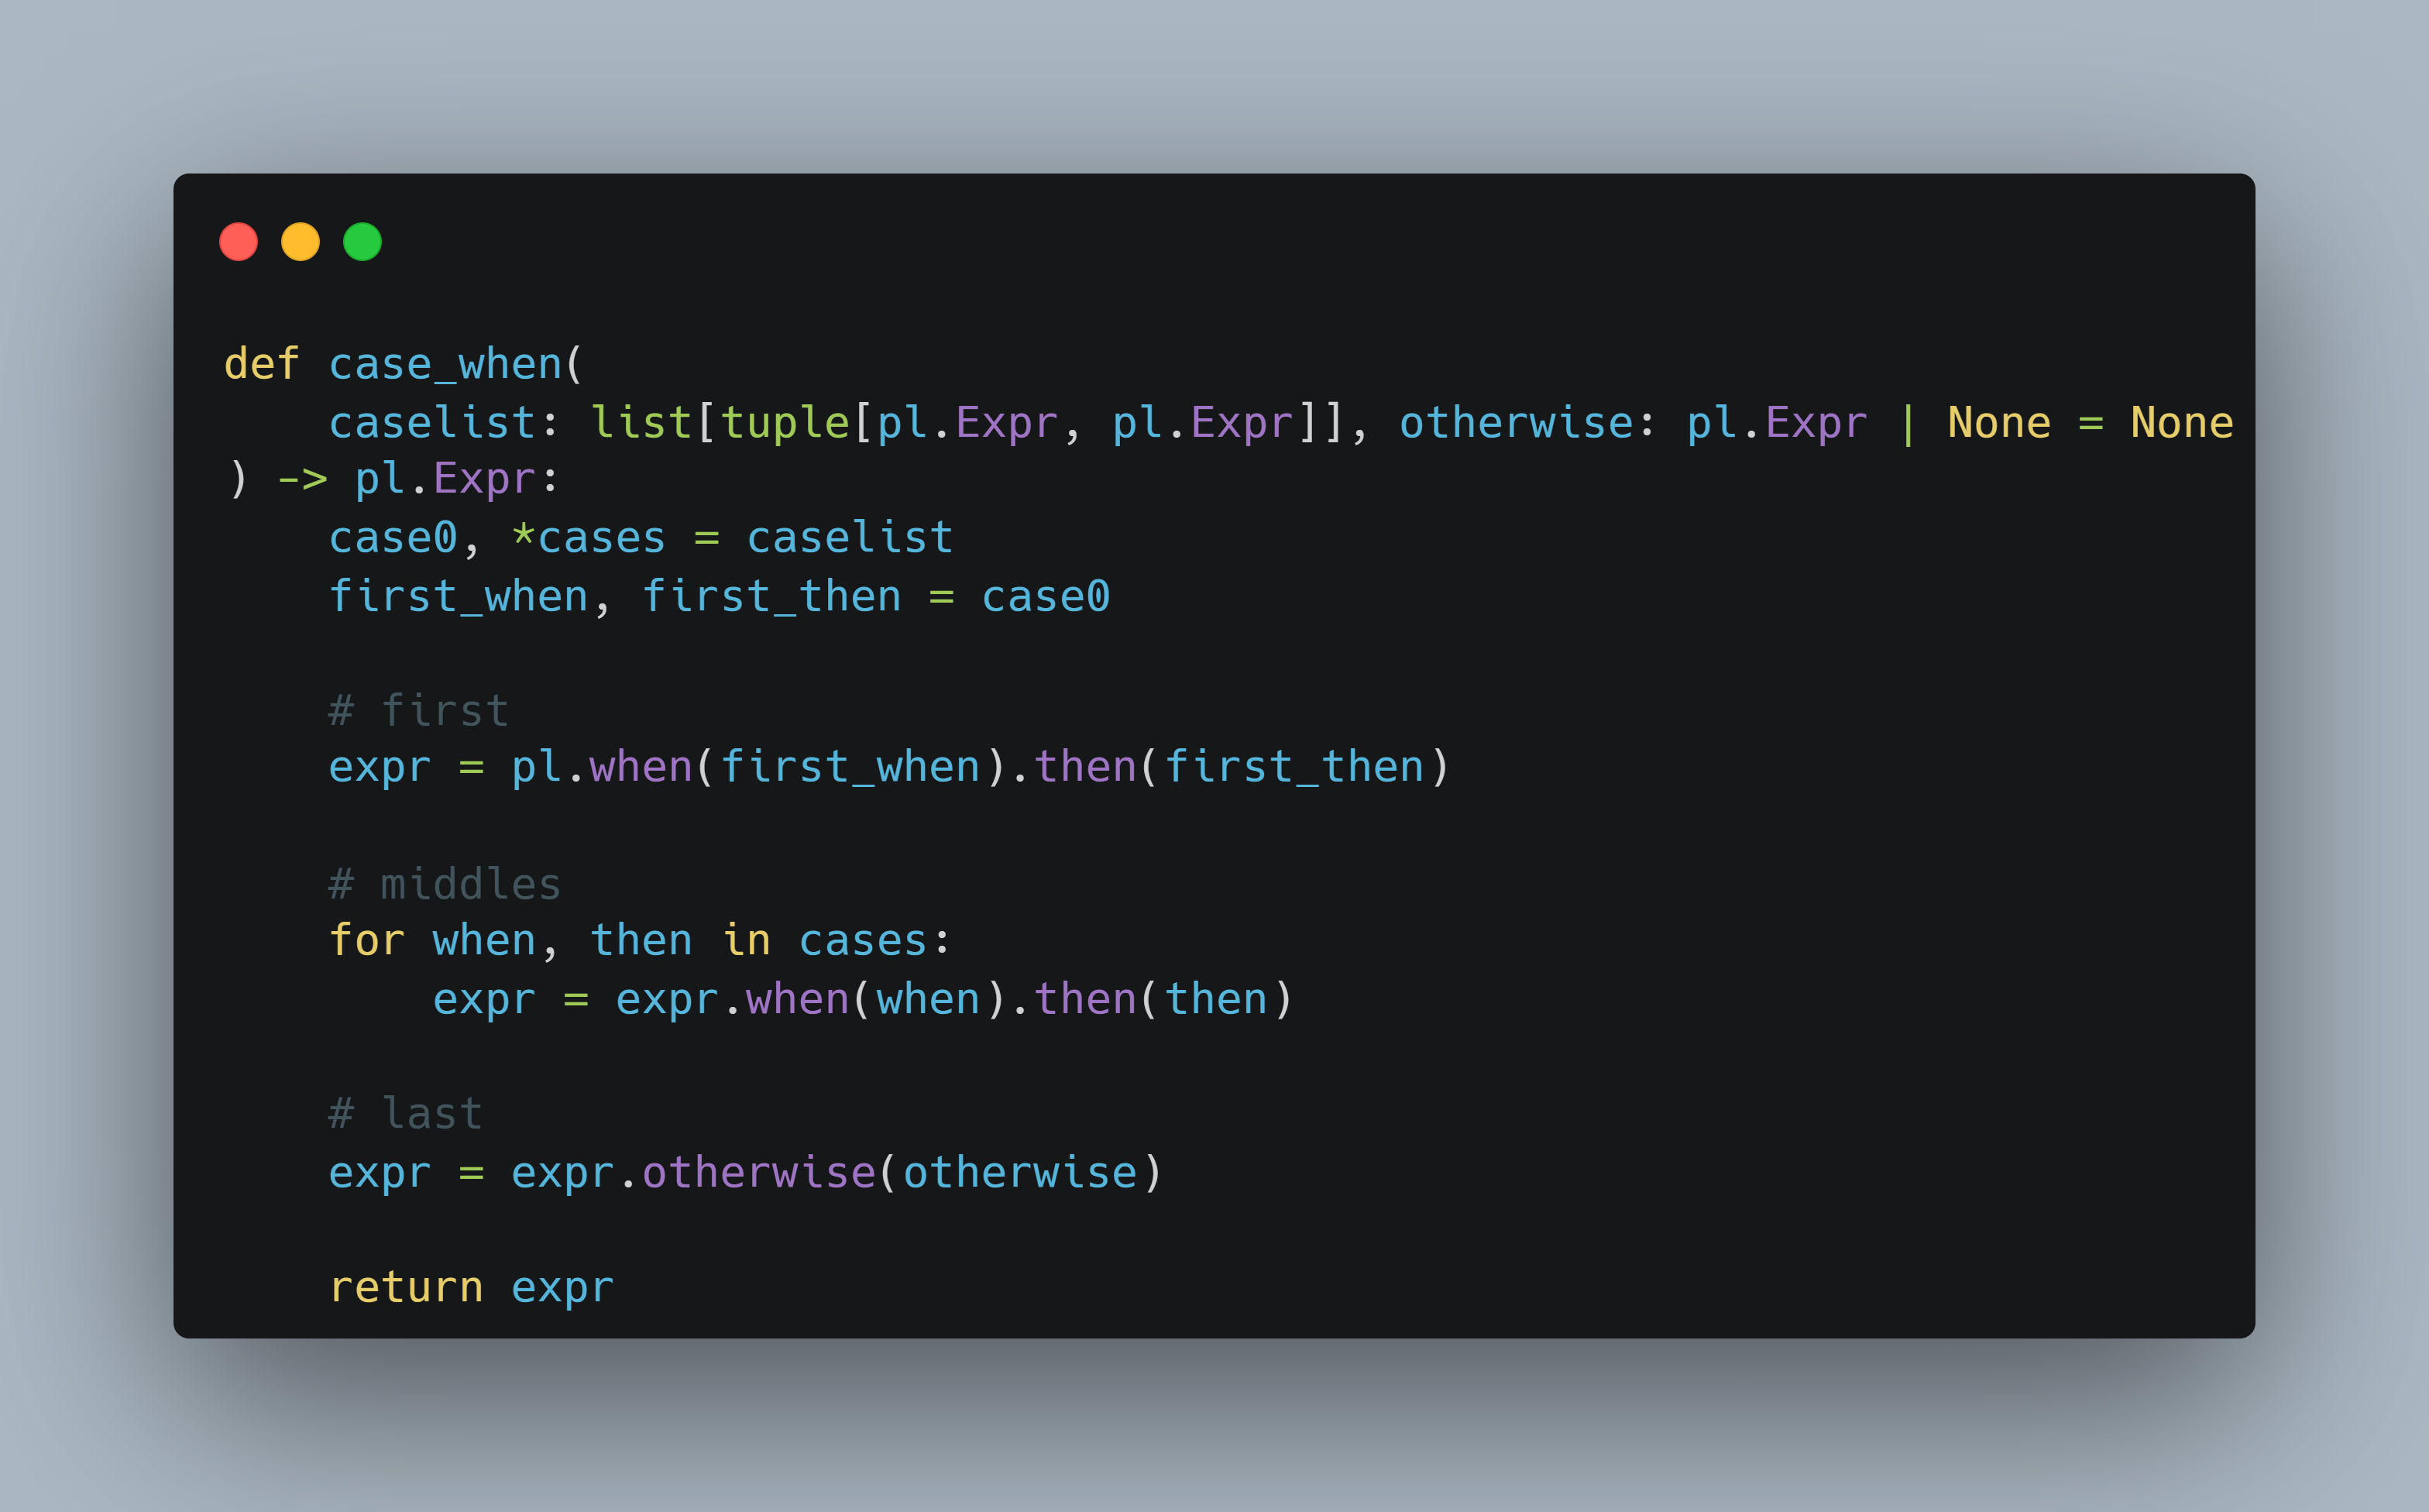 def case_when(
    caselist: list[tuple[pl.Expr, pl.Expr]], otherwise: pl.Expr | None = None
) -> pl.Expr:
    case0, *cases = caselist
    first_when, first_then = case0

    # first
    expr = pl.when(first_when).then(first_then)

    # middles
    for when, then in cases:
        expr = expr.when(when).then(then)

    # last
    expr = expr.otherwise(otherwise)

    return expr